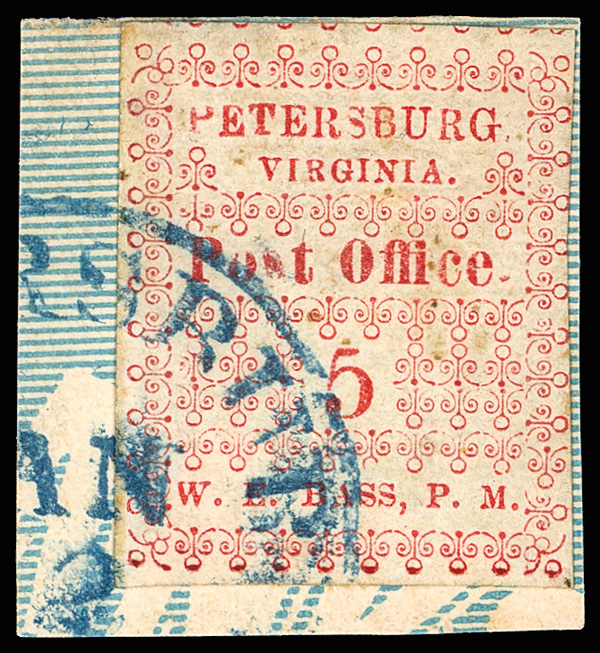 PETERSBURG
VIRGINIA.
Post Office
5
W. E. BASS, P. M.